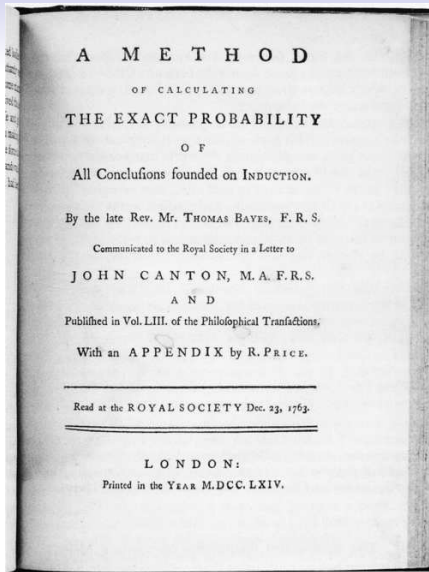 A METHOD
OF CALCULATING
THE EXACT PROBABILITY
OF
All Concluſions founded on INDUCTION.
By the late Rev. Mr. THOMAS BAYES, F. R. S.
Communicated to the Royal Society in a Letter to
JOHN CANTON, M. A. F. R. S.
AND
Publiſhed in Vol. LIII. of the Philoſophical Tranſactions.
With an APPENDIX by R. PRICE.
Read at the ROYAL SOCIETY Dec. 23, 1763.
LONDON:
Printed in the YEAR M.DCC. LXIV.